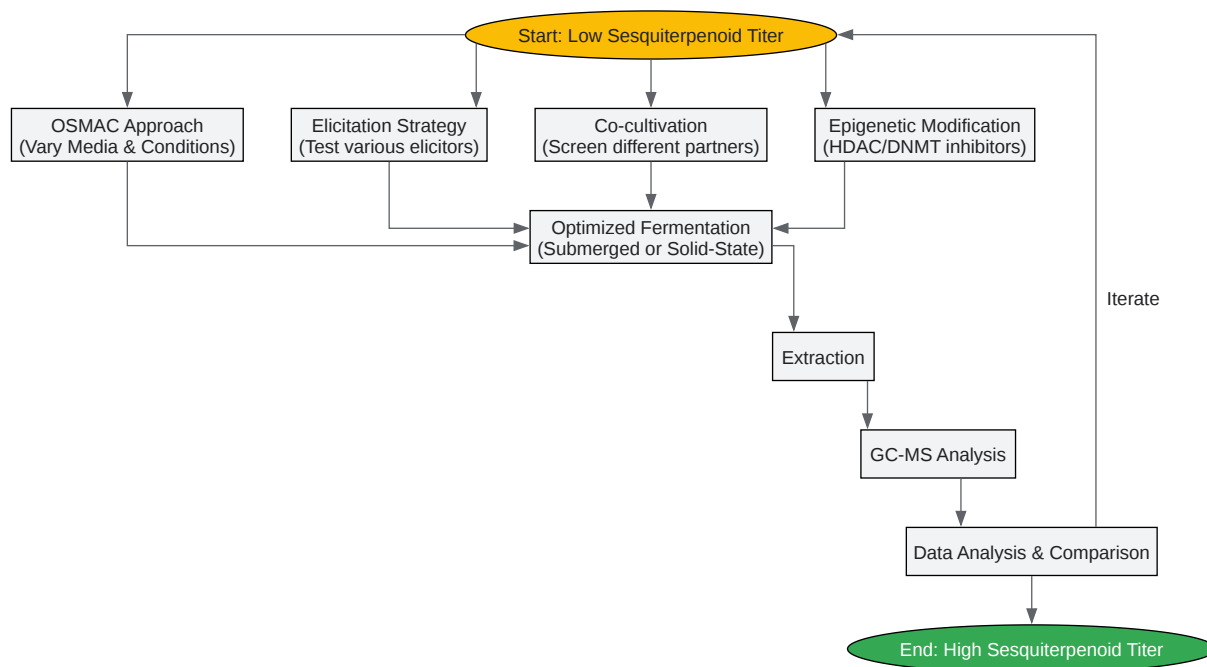 Start: Low Sesquiterpenoid Titer
OSMAC Approach
(Vary Media & Conditions)
Elicitation Strategy
(Test various elicitors)
Co-cultivation
(Screen different partners)
Epigenetic Modification
(HDAC/DNMT inhibitors)
Optimized Fermentation
(Submerged or Solid-State)
Iterate
Extraction
GC-MS Analysis
Data Analysis & Comparison
End: High Sesquiterpenoid Titer